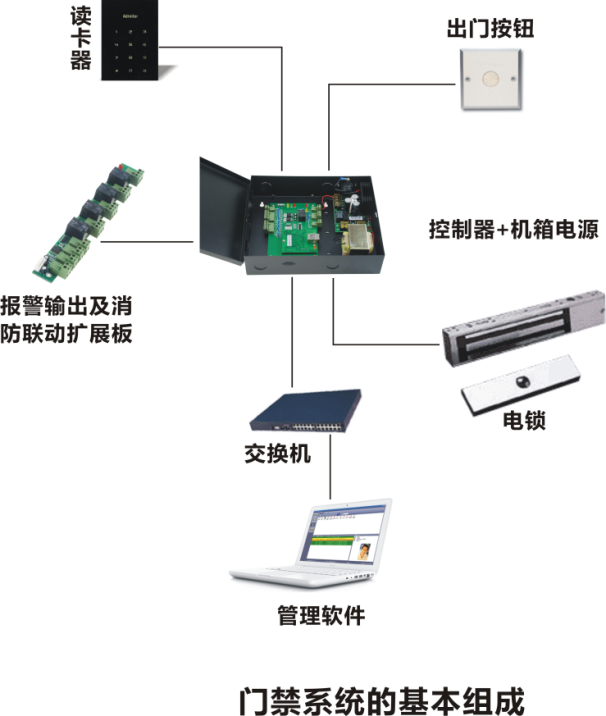 读卡器
出门按钮
控制器+机箱电源
报警输出及消
防联动扩展板
电锁
交换机
管理软件
门禁系统的基本组成